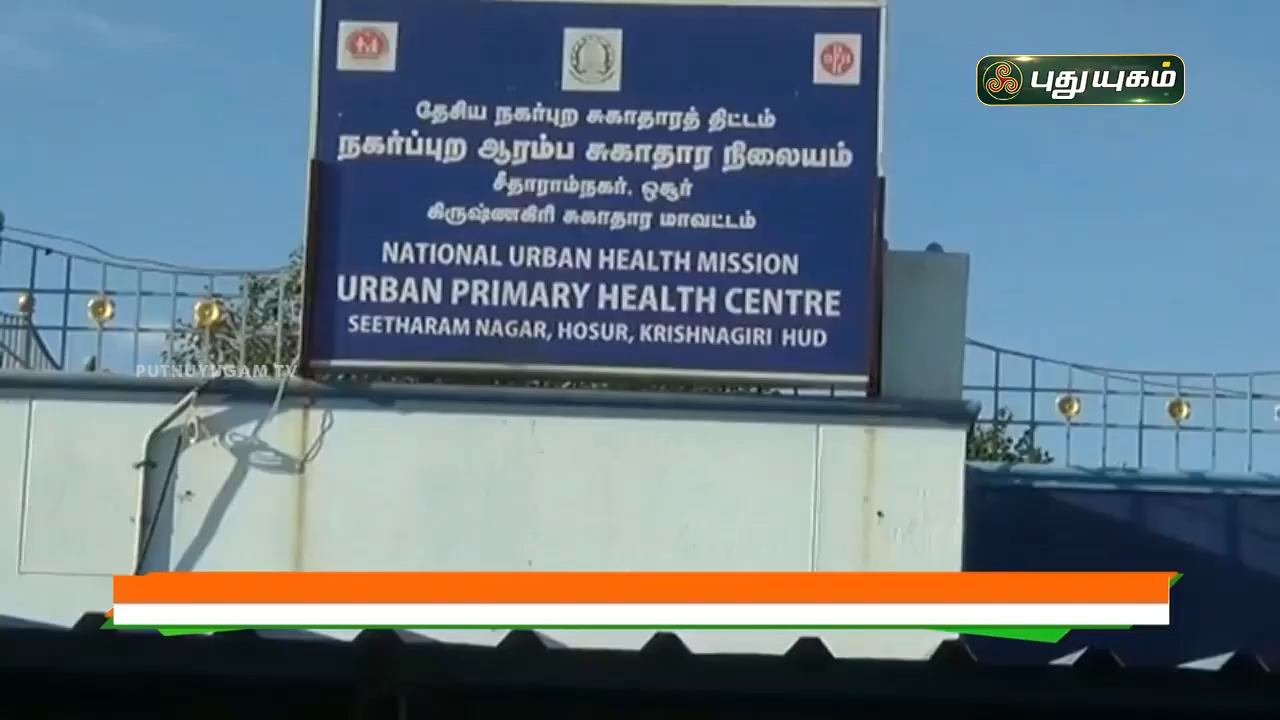 புதுயுகம்
தேசிய நகர்புற சுகாதாரத் திட்டம்
நகர்ப்புற ஆரம்ப சுகாதார நிலையம்
சீதாராம்நகர். ஒசூர்
கிருஷ்ணகிரி சுகாதார மாவட்டம்
NATIONAL URBAN HEALTH MISSION
URBAN PRIMARY HEALTH CENTRE
SEETHARAM NAGAR, HOSUR, KRISHNAGIRI HUD
PUTHUYUGAM TV